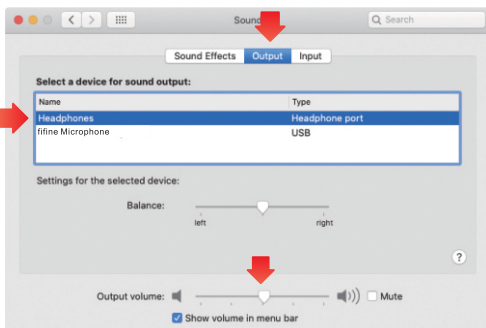 Sound
Search
Sound Effects Output Input
Select a device for sound output:
Name Type
Headphones Headphone port
fifine Microphone USB
Settings for the selected device:
Balance:
left right
?
Output volume: Mute
Show volume in menu bar